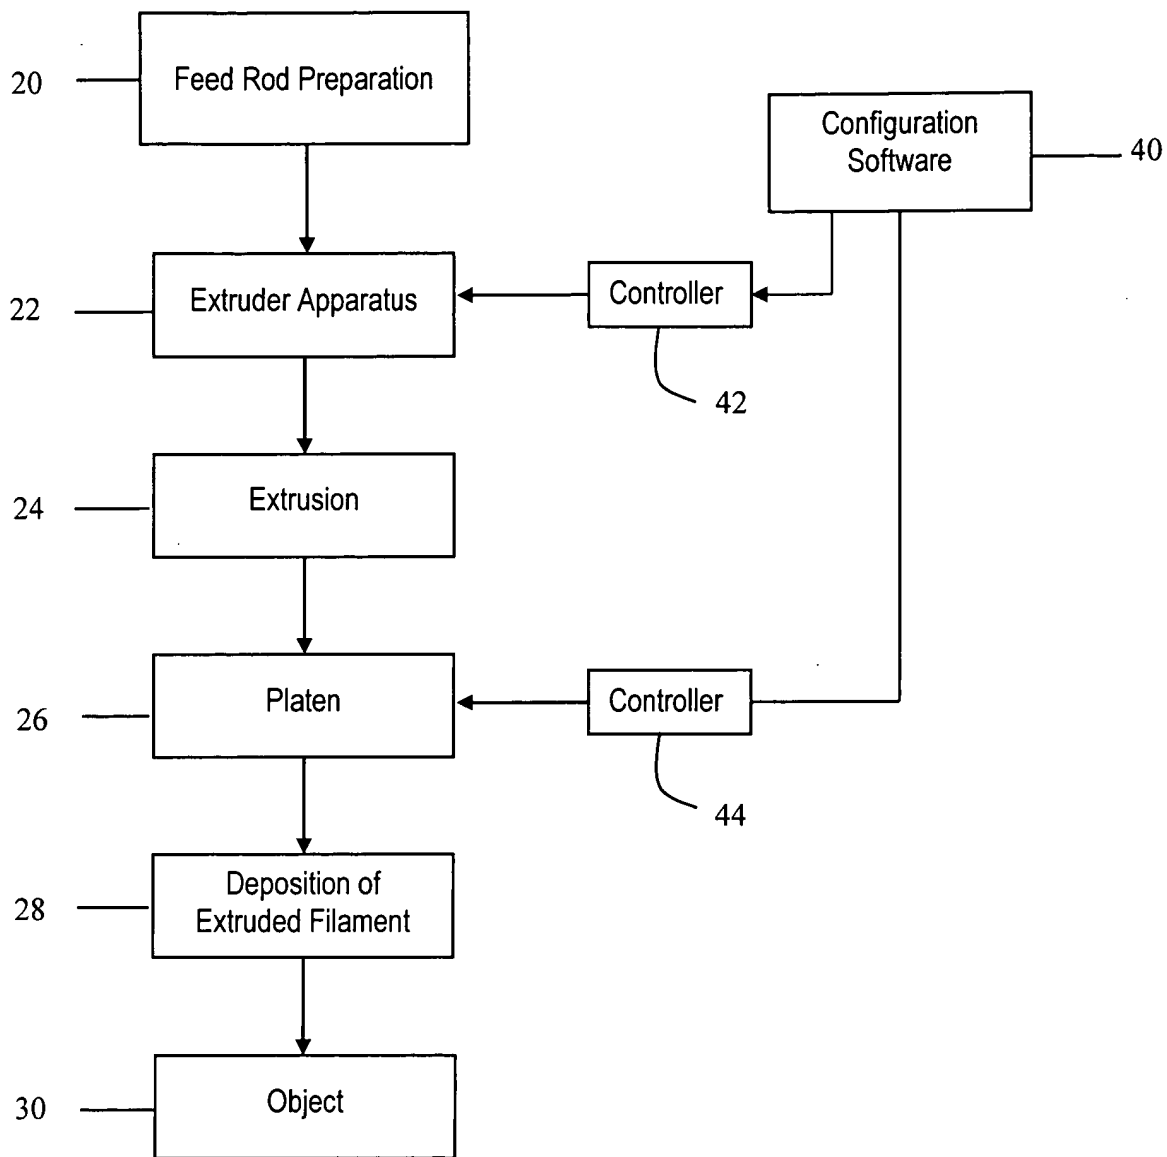 20
Feed Rod Preparation
Configuration
Software
40
22
Extruder Apparatus
Controller
42
24
Extrusion
26
Platen
Controller
44
28
Deposition of
Extruded Filament
30
Object